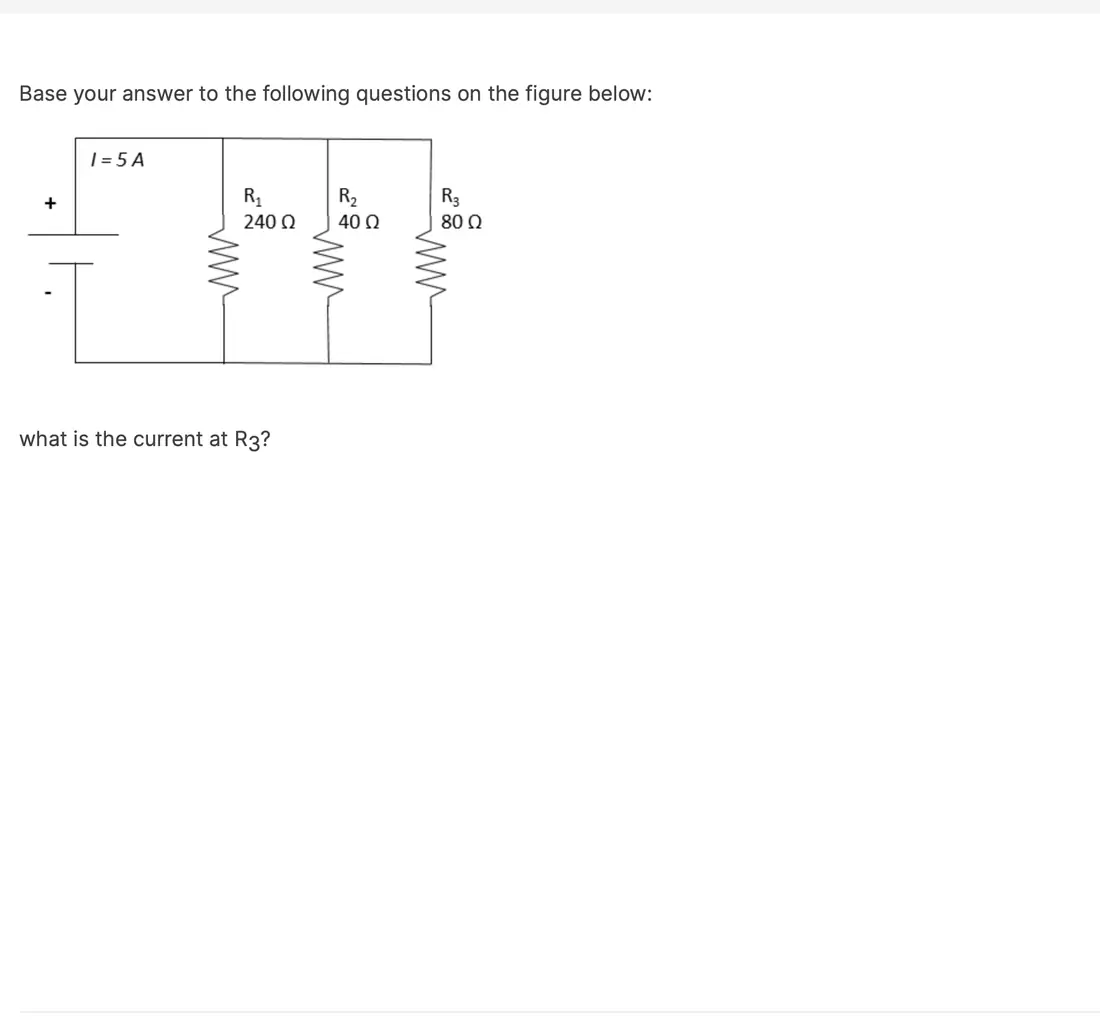 Base your answer to the following questions on the figure below:
I = 5 A
+
R₁
240 Ω
R₂
40 Ω
R₃
80 Ω
-
what is the current at R3?